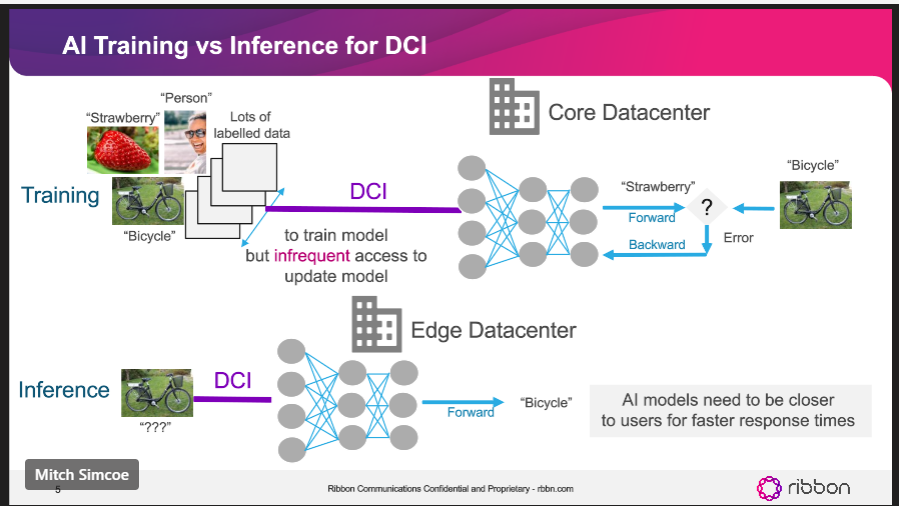 AI Training vs Inference for DCI
"Person"
"Strawberry"
Lots of
labelled data
Core Datacenter
Training
DCI
"Strawberry"
"Bicycle"
?
Forward
"Bicycle"
Error
Backward
to train model
but infrequent access to
update model
Edge Datacenter
Inference
DCI
"???"
Forward
"Bicycle"
AI models need to be closer
to users for faster response times
Mitch Simcoe
5
Ribbon Communications Confidential and Proprietary - rbbn.com
ribbon